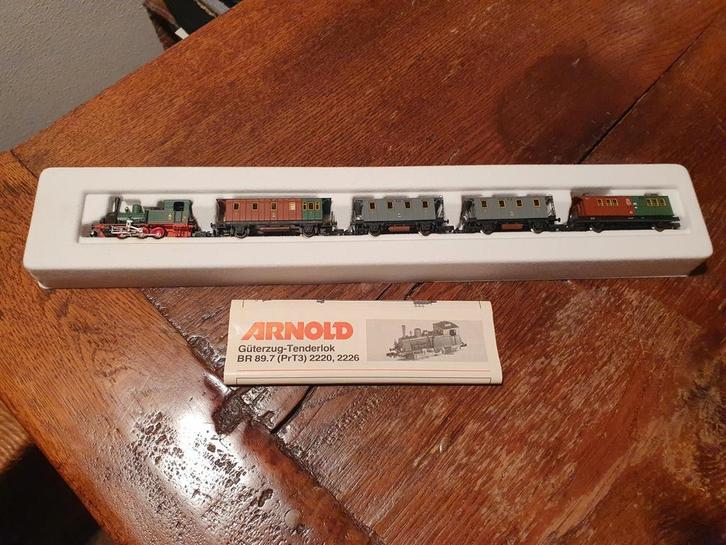 ARNOLD
Güterzug-Tenderlok
BR 89.7 (PrT3) 2220, 2226